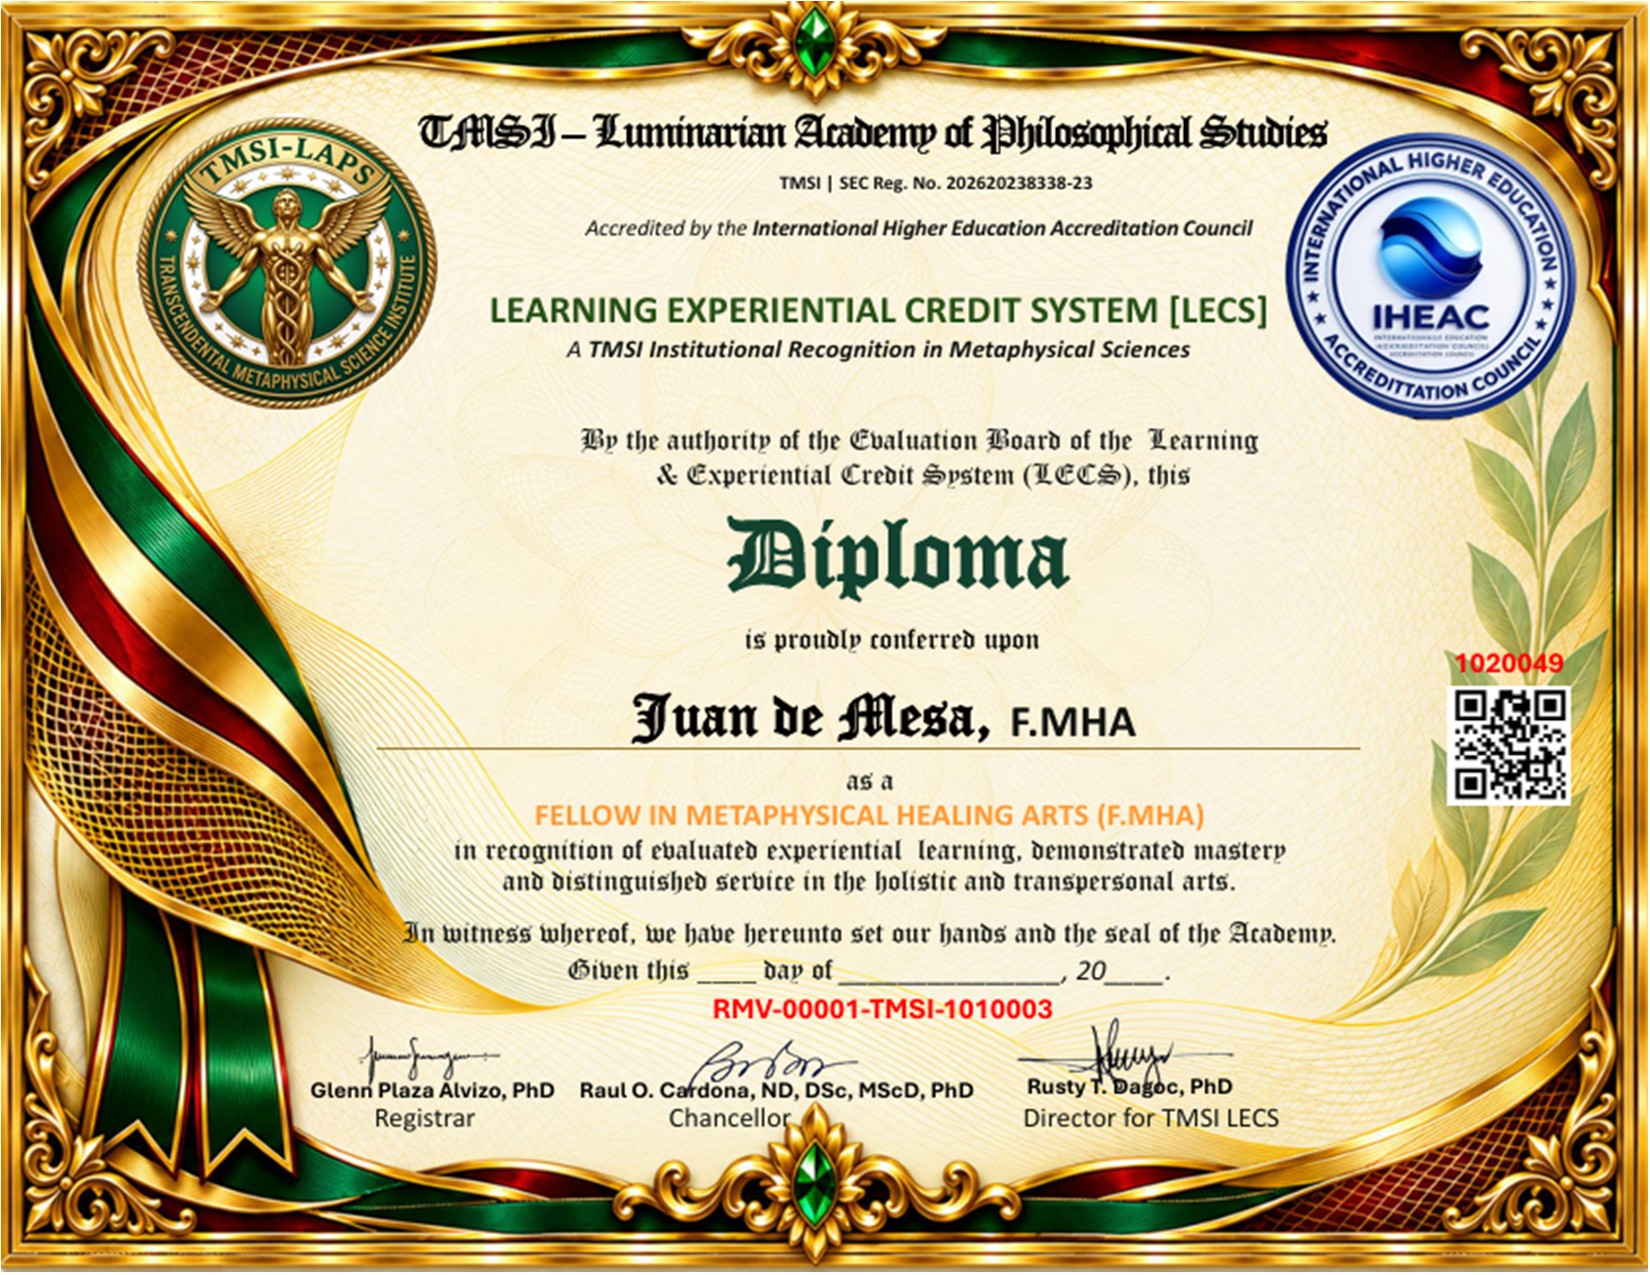 TMSI – Luminarian Academy of Philosophical Studies
TMSI | SEC Reg. No. 202620238338-23
Accredited by the International Higher Education Accreditation Council
TMSI-LAPS
TRANSCENDENTAL METAPHYSICAL SCIENCE INSTITUTE
INTERNATIONAL HIGHER EDUCATION
IHEAC
ACCREDITTATION COUNCIL
LEARNING EXPERIENTIAL CREDIT SYSTEM [LECS]
A TMSI Institutional Recognition in Metaphysical Sciences
By the authority of the Evaluation Board of the Learning
& Experiential Credit System (LECS), this
Diploma
is proudly conferred upon
1020049
Juan de Mesa, F.MHA
as a
FELLOW IN METAPHYSICAL HEALING ARTS (F.MHA)
in recognition of evaluated experiential learning, demonstrated mastery
and distinguished service in the holistic and transpersonal arts.
In witness whereof, we have hereunto set our hands and the seal of the Academy.
Given this ____ day of ________________, 20____.
RMV-00001-TMSI-1010003
Glenn Plaza Alvizo, PhD
Registrar
Raul O. Cardona, ND, DSc, MScD, PhD
Chancellor
Rusty T. Dagoc, PhD
Director for TMSI LECS